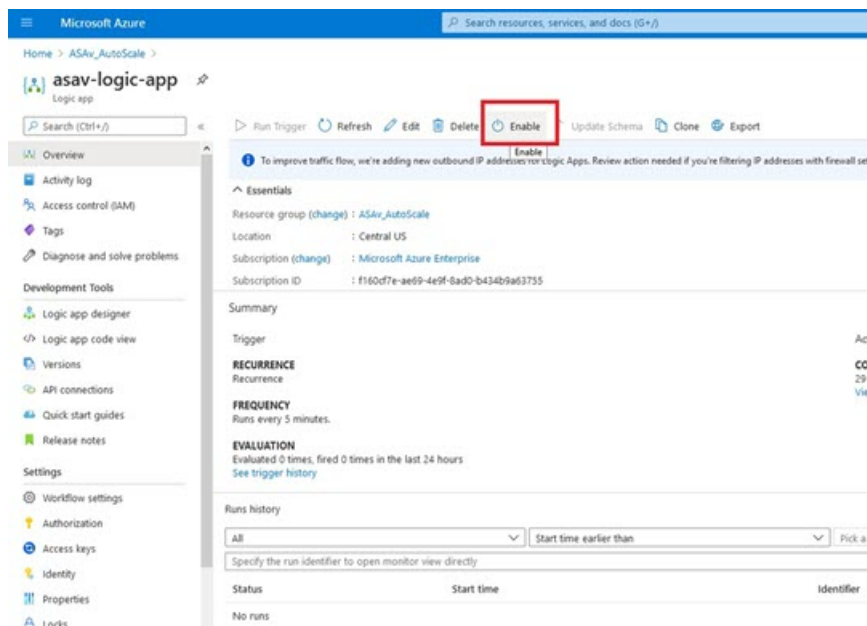 Microsoft Azure
Search resources, services, and docs (G+/)
Home > ASAv_AutoScale >
asav-logic-app
Logic app
Search (Ctrl+/)
«
Run Trigger Refresh Edit Delete Enable Update Schema Clone Export
Enable
Overview
Activity log
Access control (IAM)
Tags
Diagnose and solve problems
Development Tools
Logic app designer
Logic app code view
Versions
API connections
Quick start guides
Release notes
Settings
Workflow settings
Authorization
Access keys
Identity
Properties
Locks
To improve traffic flow, we're adding new outbound IP addresses for Logic Apps. Review action needed if you're filtering IP addresses with firewall
Essentials
Resource group (change) : ASAv_AutoScale
Location : Central US
Subscription (change) : Microsoft Azure Enterprise
Subscription ID : f160cf7e-ae69-4e9f-8ad0-b434b9a63755
Summary
Trigger
RECURRENCE
Recurrence
FREQUENCY
Runs every 5 minutes.
EVALUATION
Evaluated 0 times, fired 0 times in the last 24 hours
See trigger history
29
Runs history
All
Start time earlier than
Pick a
Specify the run identifier to open monitor view directly
Status Start time Identifier
No runs